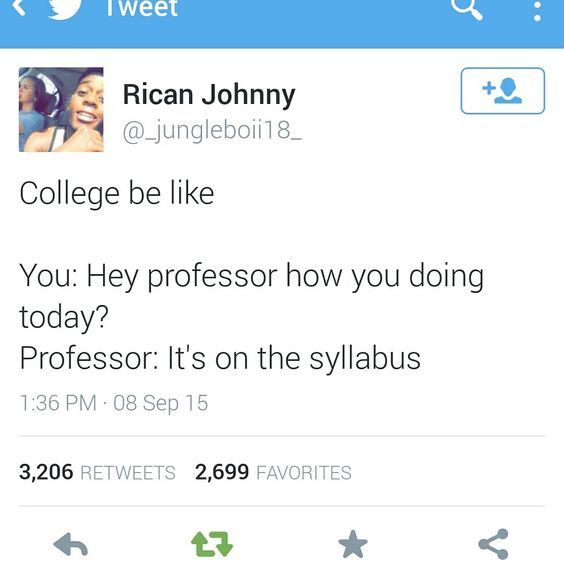 Tweet
Rican Johnny
@_jungleboii18_
College be like
You: Hey professor how you doing
today?
Professor: It's on the syllabus
1:36 PM · 08 Sep 15
3,206 RETWEETS 2,699 FAVORITES